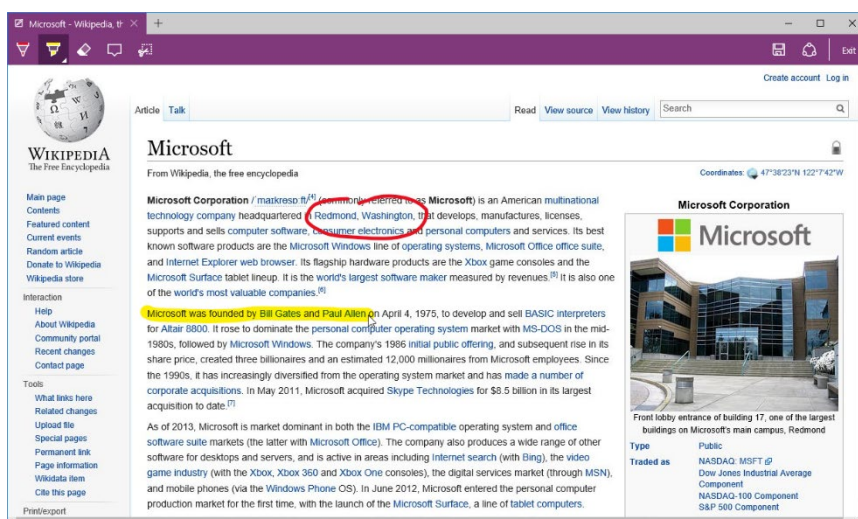 Microsoft - Wikipedia, th
Exit
Create account Log in
Article Talk
Read View source View history Search
WIKIPEDIA
The Free Encyclopedia
Main page
Contents
Featured content
Current events
Random article
Donate to Wikipedia
Wikipedia store
Interaction
Help
About Wikipedia
Community portal
Recent changes
Contact page
Tools
What links here
Related changes
Upload file
Special pages
Permanent link
Page information
Wikidata item
Cite this page
Print/export
Microsoft
From Wikipedia, the free encyclopedia
Coordinates: 47°38'23"N 122°7'42"W
Microsoft Corporation /ˈmaɪkrəsɒft/[4] (commonly referred to as Microsoft) is an American multinational
technology company headquartered in Redmond, Washington, that develops, manufactures, licenses,
supports and sells computer software, consumer electronics and personal computers and services. Its best
known software products are the Microsoft Windows line of operating systems, Microsoft Office office suite,
and Internet Explorer web browser. Its flagship hardware products are the Xbox game consoles and the
Microsoft Surface tablet lineup. It is the world's largest software maker measured by revenues.[5] It is also one
of the world's most valuable companies.[6]
Microsoft was founded by Bill Gates and Paul Allen on April 4, 1975, to develop and sell BASIC interpreters
for Altair 8800. It rose to dominate the personal computer operating system market with MS-DOS in the mid-
1980s, followed by Microsoft Windows. The company's 1986 initial public offering, and subsequent rise in its
share price, created three billionaires and an estimated 12,000 millionaires from Microsoft employees. Since
the 1990s, it has increasingly diversified from the operating system market and has made a number of
corporate acquisitions. In May 2011, Microsoft acquired Skype Technologies for $8.5 billion in its largest
acquisition to date.[7]
As of 2013, Microsoft is market dominant in both the IBM PC-compatible operating system and office
software suite markets (the latter with Microsoft Office). The company also produces a wide range of other
software for desktops and servers, and is active in areas including Internet search (with Bing), the video
game industry (with the Xbox, Xbox 360 and Xbox One consoles), the digital services market (through MSN),
and mobile phones (via the Windows Phone OS). In June 2012, Microsoft entered the personal computer
production market for the first time, with the launch of the Microsoft Surface, a line of tablet computers.
Microsoft Corporation
Microsoft
Front lobby entrance of building 17, one of the largest
buildings on Microsoft's main campus, Redmond
Type Public
Traded as NASDAQ: MSFT
Dow Jones Industrial Average
Component
NASDAQ-100 Component
S&P 500 Component